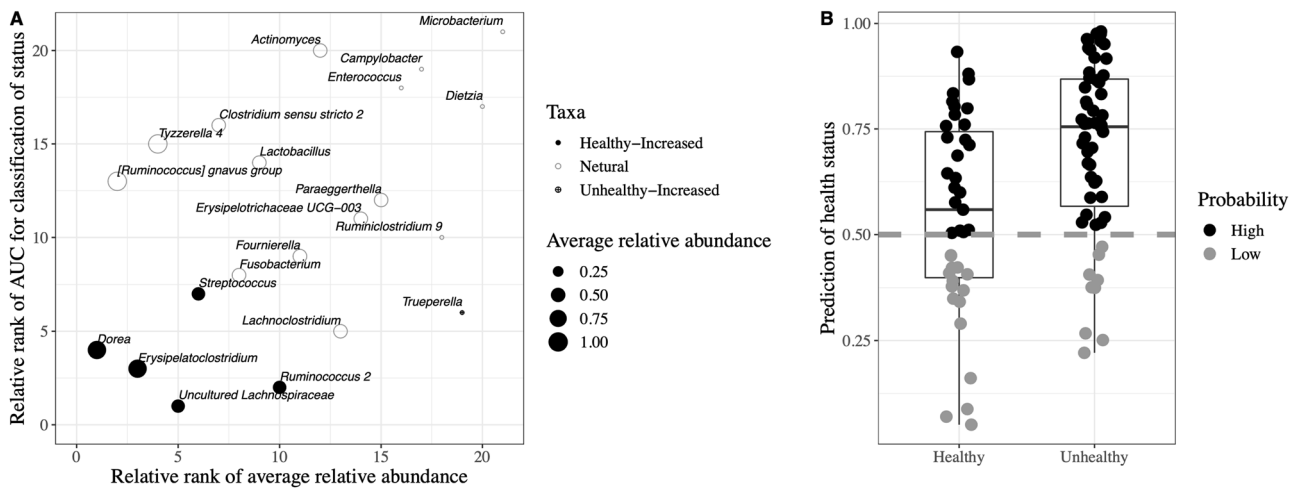 A
Relative rank of AUC for classification of status
20
15
10
5
0
Microbacterium
Actinomyces
Campylobacter
Enterococcus
Dietzia
Clostridium sensu stricto 2
Tyzzerella 4
Lactobacillus
[Ruminococcus] gnavus group
Paraeggerthella
Erysipelotrichaceae UCG−003
Ruminiclostridium 9
Fournierella
Fusobacterium
Streptococcus
Trueperella
Lachnoclostridium
Dorea
Erysipelatoclostridium
Ruminococcus 2
Uncultured Lachnospiraceae
0 5 10 15 20
Relative rank of average relative abundance
Taxa
Healthy−Increased
Netural
Unhealthy−Increased
Average relative abundance
0.25
0.50
0.75
1.00
B
Prediction of health status
1.00
0.75
0.50
0.25
Healthy Unhealthy
Probability
High
Low